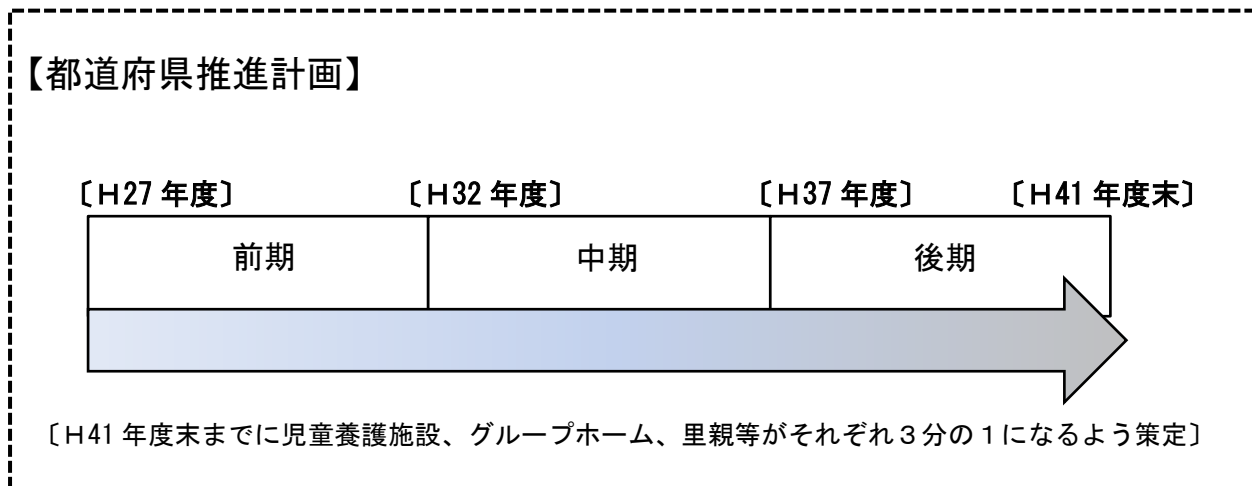 【都道府県推進計画】
〔H27 年度〕 〔H32 年度〕 〔H37 年度〕 〔H41 年度末〕
前期 中期 後期
〔H41 年度末までに児童養護施設、グループホーム、里親等がそれぞれ3分の1になるよう策定〕